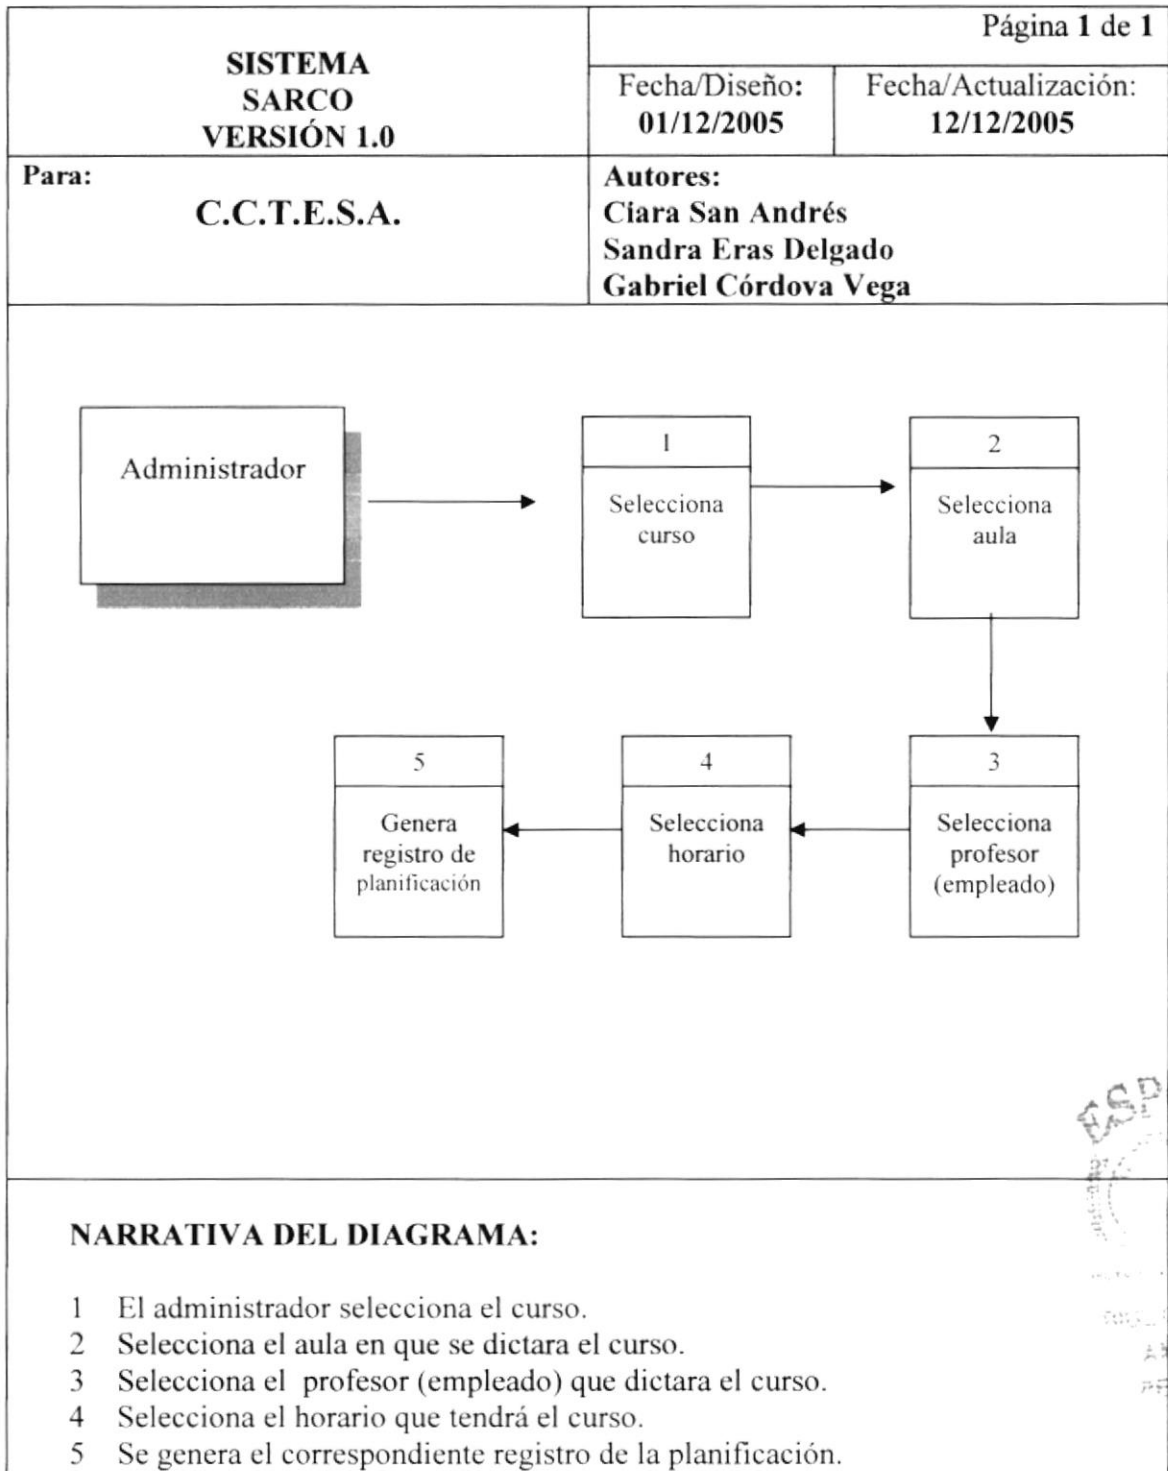 SISTEMA
SARCO
VERSIÓN 1.0
Página 1 de 1
Fecha/Diseño:
01/12/2005
Fecha/Actualización:
12/12/2005
Para:
C.C.T.E.S.A.
Autores:
Ciara San Andrés
Sandra Eras Delgado
Gabriel Córdova Vega
Administrador
1
Selecciona
curso
2
Selecciona
aula
3
Selecciona
profesor
(empleado)
4
Selecciona
horario
5
Genera
registro de
planificación
ESP
NARRATIVA DEL DIAGRAMA:
1 El administrador selecciona el curso.
2 Selecciona el aula en que se dictara el curso.
3 Selecciona el profesor (empleado) que dictara el curso.
4 Selecciona el horario que tendrá el curso.
5 Se genera el correspondiente registro de la planificación.